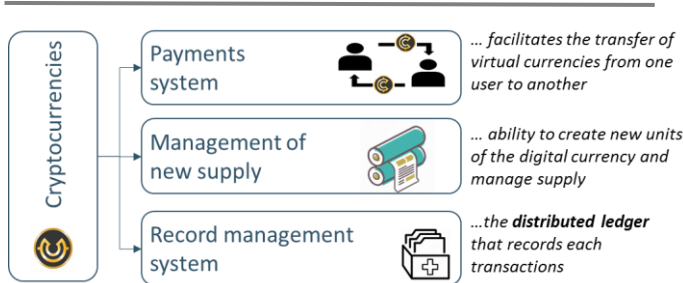 Cryptocurrencies
Payments
system
... facilitates the transfer of
virtual currencies from one
user to another
Management of
new supply
... ability to create new units
of the digital currency and
manage supply
Record management
system
...the distributed ledger
that records each
transactions